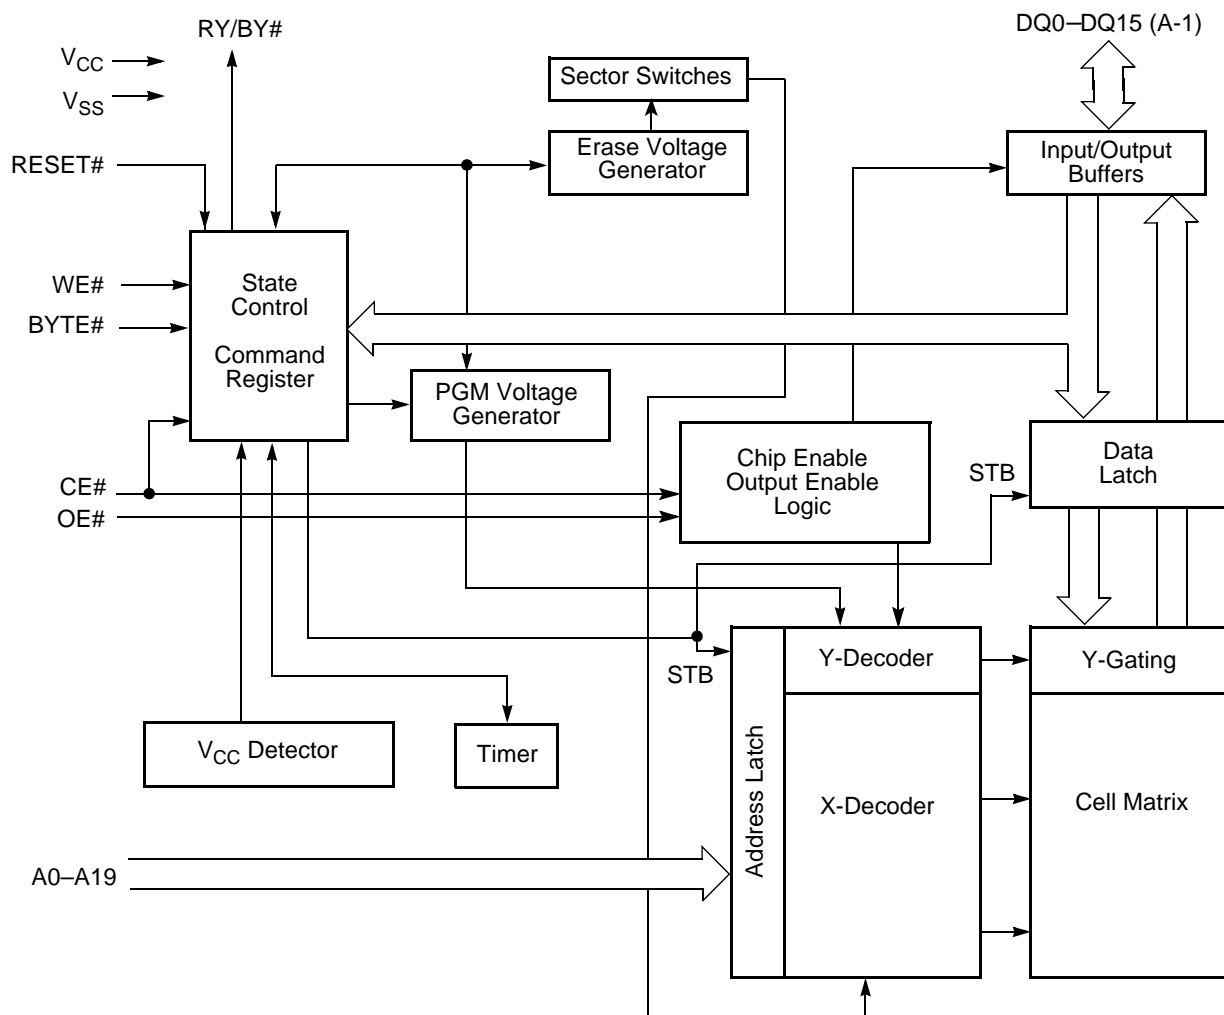 RY/BY#
DQ0–DQ15 (A-1)
VCC
VSS
Sector Switches
RESET#
Erase Voltage
Generator
Input/Output
Buffers
WE#
BYTE#
State
Control
Command
Register
PGM Voltage
Generator
Chip Enable
Output Enable
Logic
STB
Data
Latch
CE#
OE#
STB
Y-Decoder
Y-Gating
VCC Detector
Timer
Address Latch
X-Decoder
Cell Matrix
A0–A19